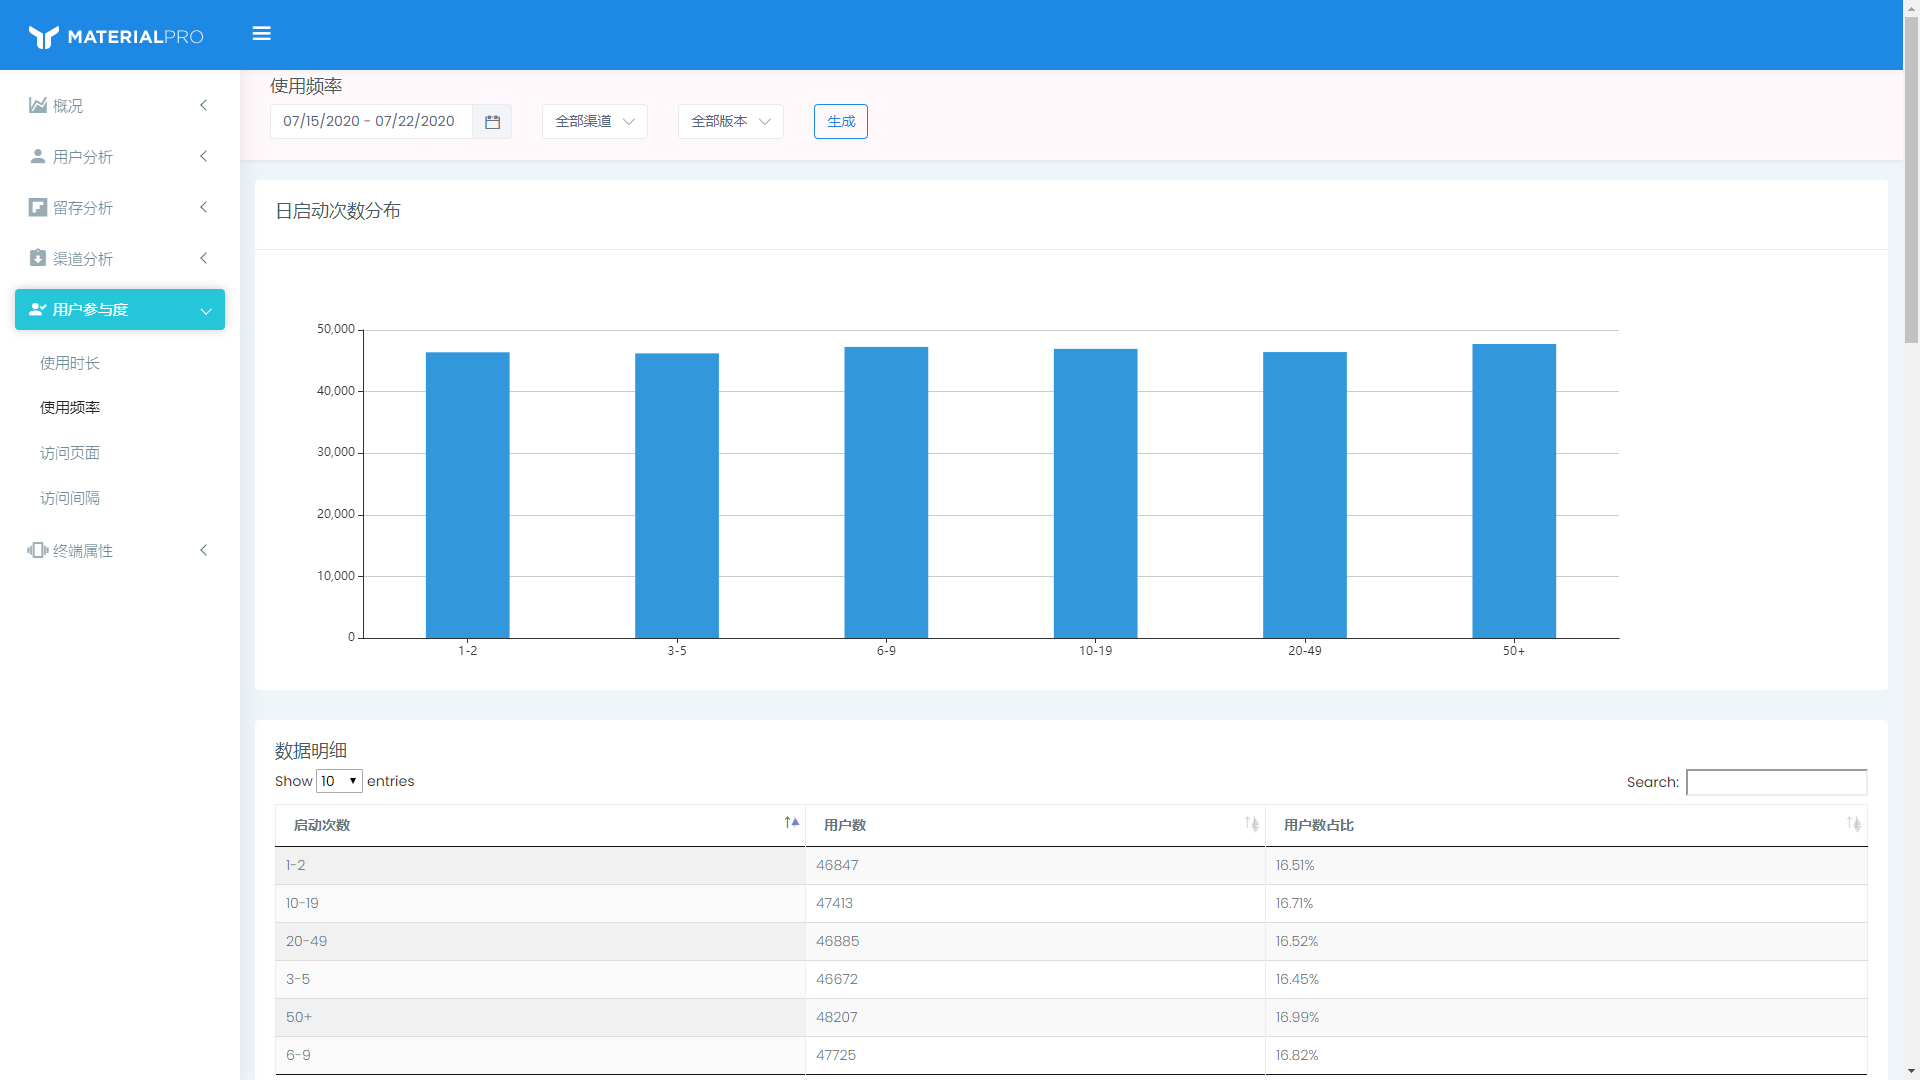 MATERIALPRO
概况
用户分析
留存分析
渠道分析
用户参与度
使用时长
使用频率
访问页面
访问间隔
终端属性
使用频率
07/15/2020 - 07/22/2020
全部渠道
全部版本
生成
日启动次数分布
50,000
40,000
30,000
20,000
10,000
0
1-2 3-5 6-9 10-19 20-49 50+
数据明细
Show 10 entries
Search:
启动次数 用户数 用户数占比
1-2 46847 16.51%
10-19 47413 16.71%
20-49 46885 16.52%
3-5 46672 16.45%
50+ 48207 16.99%
6-9 47725 16.82%